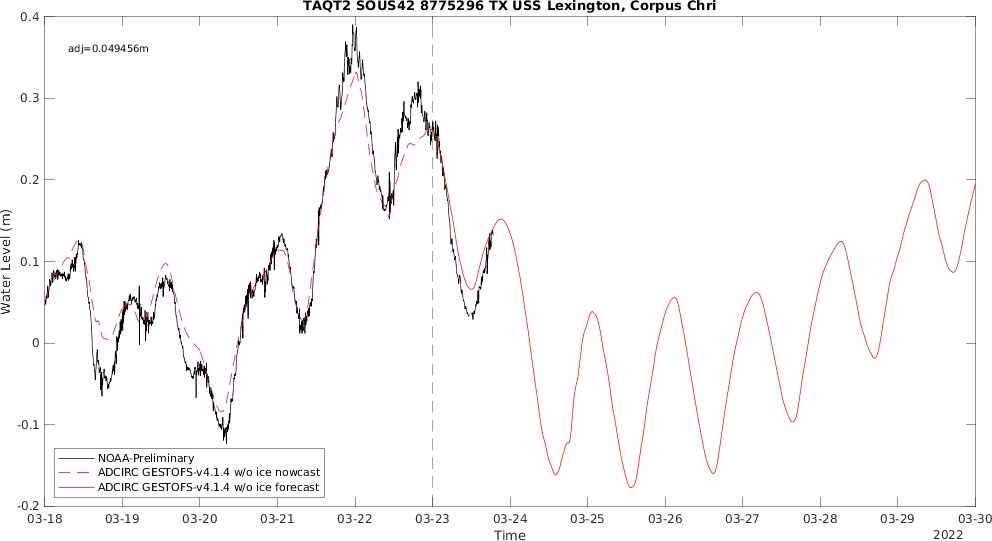 TAQT2 SOUS42 8775296 TX USS Lexington, Corpus Chri
adj=0.049456m
0.4
0.3
0.2
0.1
0
-0.1
-0.2
Water Level (m)
NOAA-Preliminary
ADCIRC GESTOFS-v4.1.4 w/o ice nowcast
ADCIRC GESTOFS-v4.1.4 w/o ice forecast
03-18 03-19 03-20 03-21 03-22 03-23 03-24 03-25 03-26 03-27 03-28 03-29 03-30
Time
2022